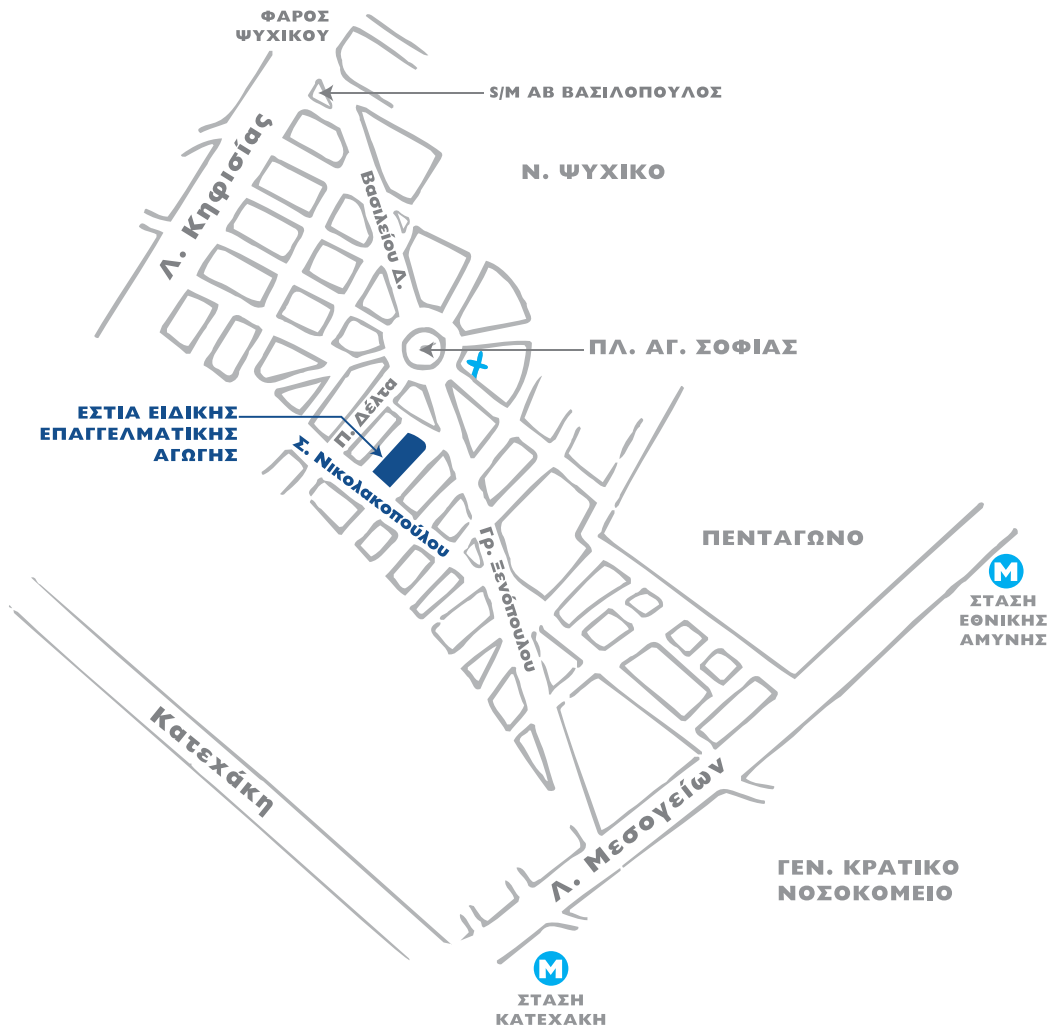 ΦΑΡΟΣ
ΨΥΧΙΚΟΥ
S/M ΑΒ ΒΑΣΙΛΟΠΟΥΛΟΣ
Λ. Κηφισίας
Ν. ΨΥΧΙΚΟ
Βασιλείου Δ.
ΠΛ. ΑΓ. ΣΟΦΙΑΣ
Π. Δέλτα
ΕΣΤΙΑ ΕΙΔΙΚΗΣ
ΕΠΑΓΓΕΛΜΑΤΙΚΗΣ
ΑΓΩΓΗΣ
Σ. Νικολακοπούλου
Γρ. Ξενόπουλου
ΠΕΝΤΑΓΩΝΟ
M
ΣΤΑΣΗ
ΕΘΝΙΚΗΣ
ΑΜΥΝΗΣ
Κατεχάκη
Λ. Μεσογείων
ΓΕΝ. ΚΡΑΤΙΚΟ
ΝΟΣΟΚΟΜΕΙΟ
M
ΣΤΑΣΗ
ΚΑΤΕΧΑΚΗ